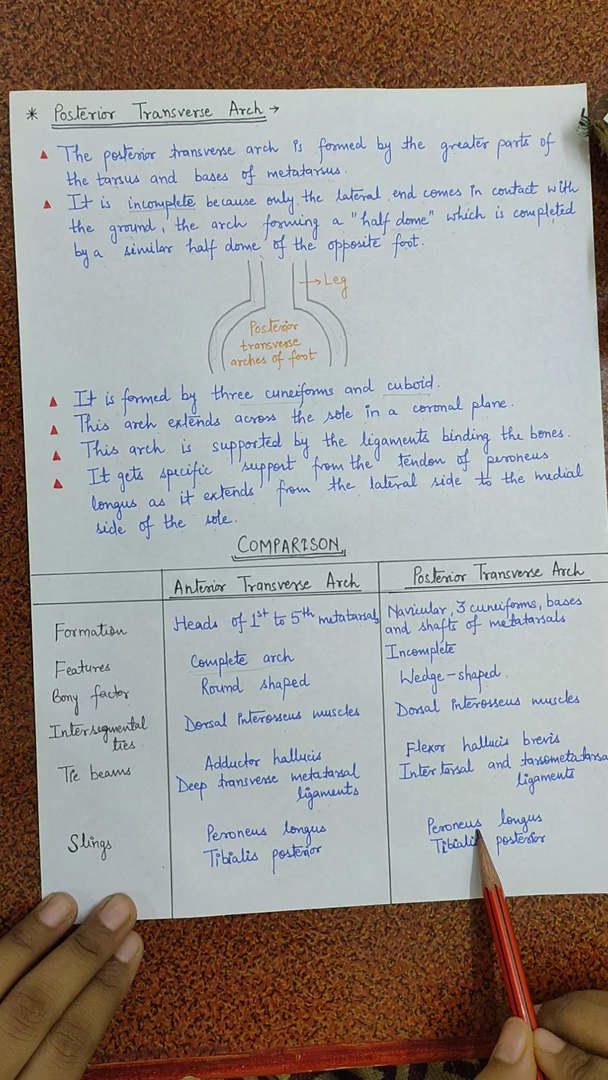 * Posterior Transverse Arch →
▲ The posterior transverse arch is formed by the greater parts of
the tarsus and bases of metatarsus.
▲ It is incomplete because only the lateral end comes in contact with
the ground, the arch forming a "half dome" which is completed
by a similar half dome of the opposite foot.
→ Leg
Posterior
transverse
arches of foot
▲ It is formed by three cuneiforms and cuboid.
▲ This arch extends across the sole in a coronal plane.
▲ This arch is supported by the ligaments binding the bones.
▲ It gets specific support from the tendon of peroneus
longus as it extends from the lateral side to the medial
side of the sole.
COMPARISON
Anterior Transverse Arch Posterior Transverse Arch
Formation Heads of 1st to 5th metatarsals Navicular, 3 cuneiforms, bases
and shafts of metatarsals
Features Complete arch Incomplete
Bony factor Round shaped Wedge-shaped.
Intersegmental Dorsal interosseus muscles Dorsal interosseus muscles
ties
Tie beams Adductor hallucis Flexor hallucis brevis
Deep transverse metatarsal Intertarsal and tarsometatarsa
ligaments ligaments
Slings Peroneus longus Peroneus longus
Tibialis posterior Tibialis posterior